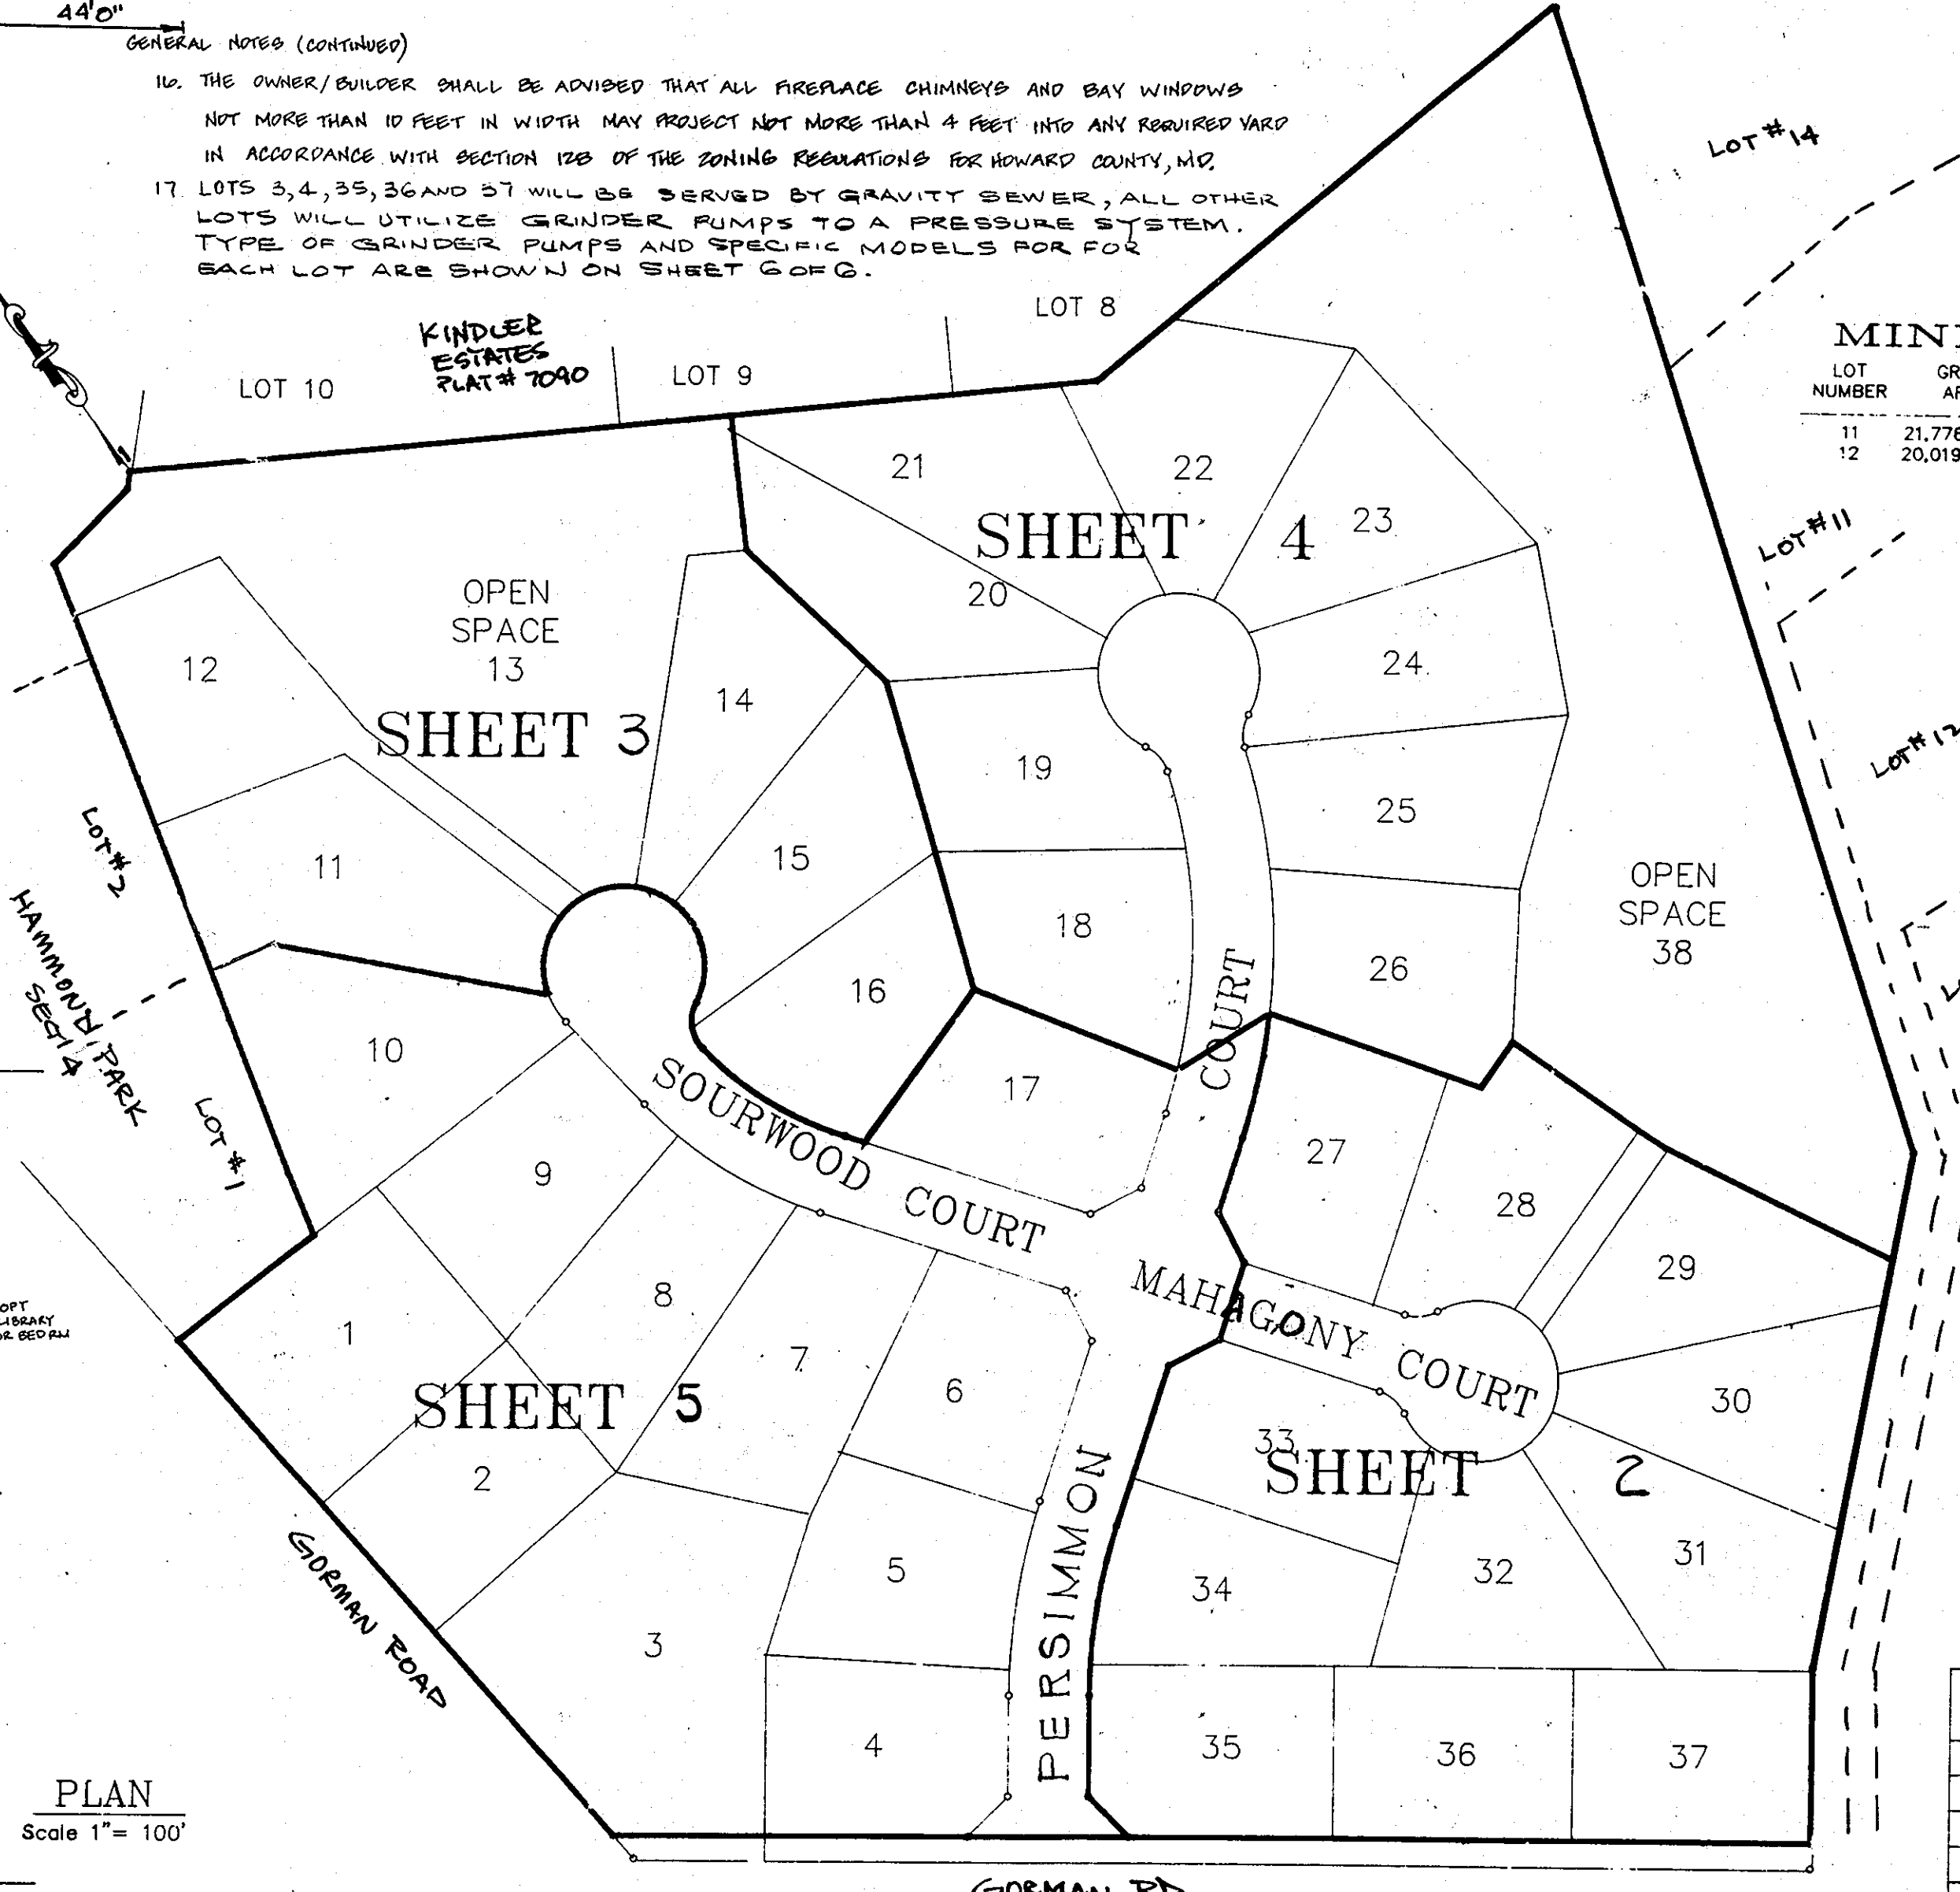 44'0"
GENERAL NOTES (CONTINUED)
16. THE OWNER/BUILDER SHALL BE ADVISED THAT ALL FIREPLACE CHIMNEYS AND BAY WINDOWS
NOT MORE THAN 10 FEET IN WIDTH MAY PROJECT NOT MORE THAN 4 FEET INTO ANY REQUIRED YARD
IN ACCORDANCE WITH SECTION 128 OF THE ZONING REGULATIONS FOR HOWARD COUNTY, MD.
17. LOTS 3, 4, 35, 36 AND 37 WILL BE SERVED BY GRAVITY SEWER, ALL OTHER
LOTS WILL UTILIZE GRINDER PUMPS TO A PRESSURE SYSTEM.
TYPE OF GRINDER PUMPS AND SPECIFIC MODELS FOR FOR
EACH LOT ARE SHOWN ON SHEET 6 OF 6.
LOT #14
LOT 8
KINDLER
ESTATES
PLAT# 7090
LOT 10
LOT 9
MINI
LOT
NUMBER
11 21,776
12 20,019
21
22
23
SHEET 4
LOT #11
20
OPEN
SPACE
13
12
14
24
SHEET 3
19
LOT #12
25
LOT #2
11
15
OPEN
SPACE
38
18
26
HAMMOND PARK
SECT. 4
16
10
17
COURT
SOURWOOD COURT
LOT #1
27
9
28
29
8
MAHAGONY COURT
OPT
LIBRARY
OR BEDRM
1
7
6
30
SHEET 5
33
SHEET 2
2
PERSIMMON
5
34
32
31
GORMAN ROAD
3
4
35
36
37
PLAN
Scale 1"= 100'
GORMAN RD